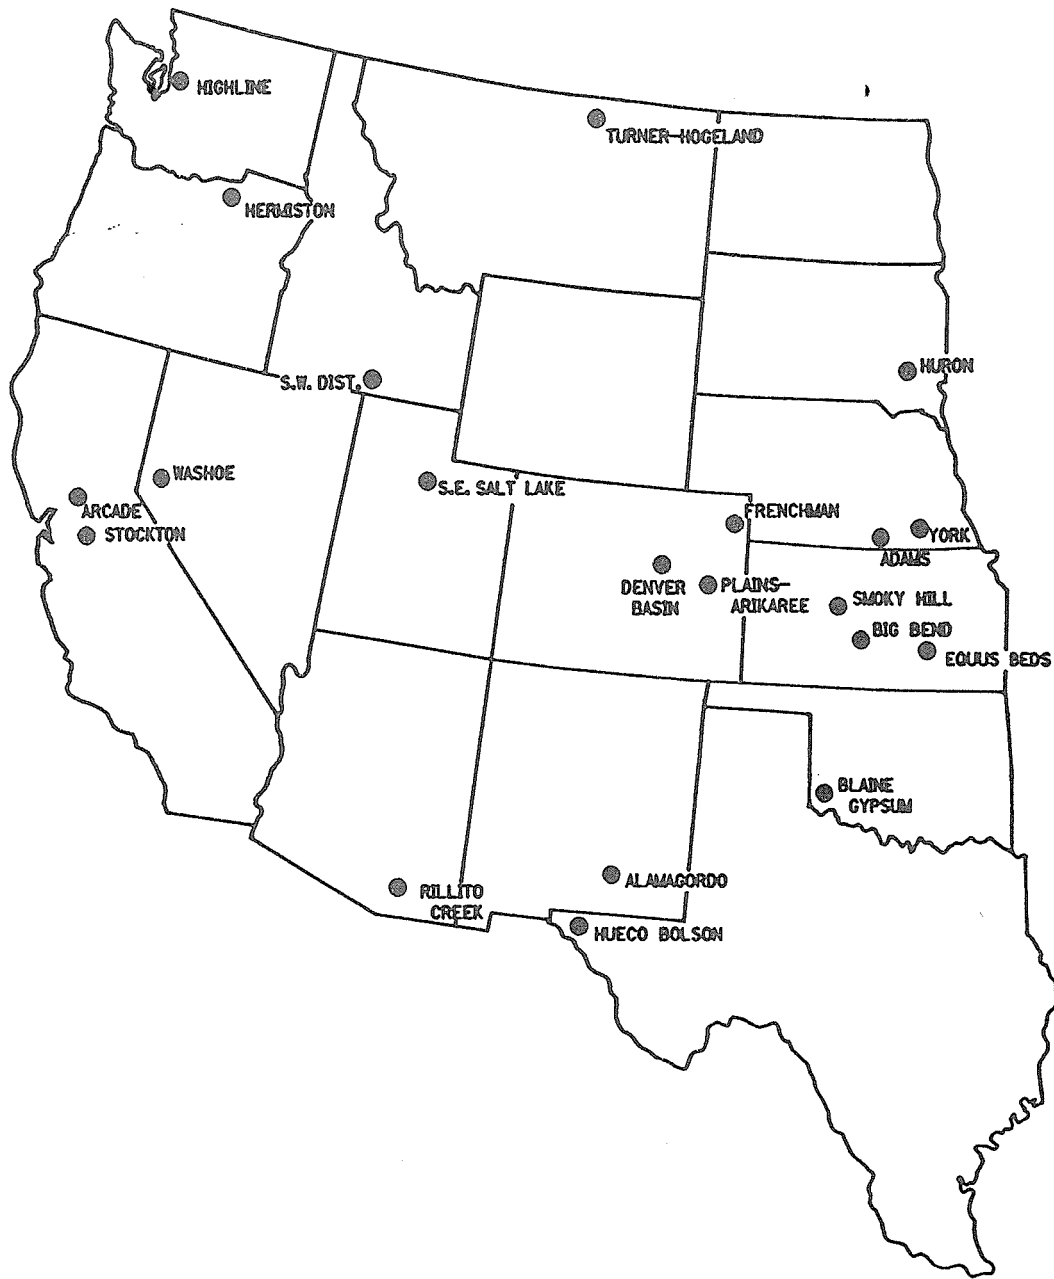 HIGHLINE
TURNER-HOGELAND
HERMISTON
HURON
S.W. DIST.
WASHOE
S.E. SALT LAKE
ARCADE
STOCKTON
FRENCHMAN
YORK
ADAMS
DENVER
BASIN
PLAINS-
ARIKAREE
SMOKY HILL
BIG BEND
EQUUS BEDS
BLAINE
GYPSUM
RILLITO
CREEK
ALAMAGORDO
HUECO BOLSON